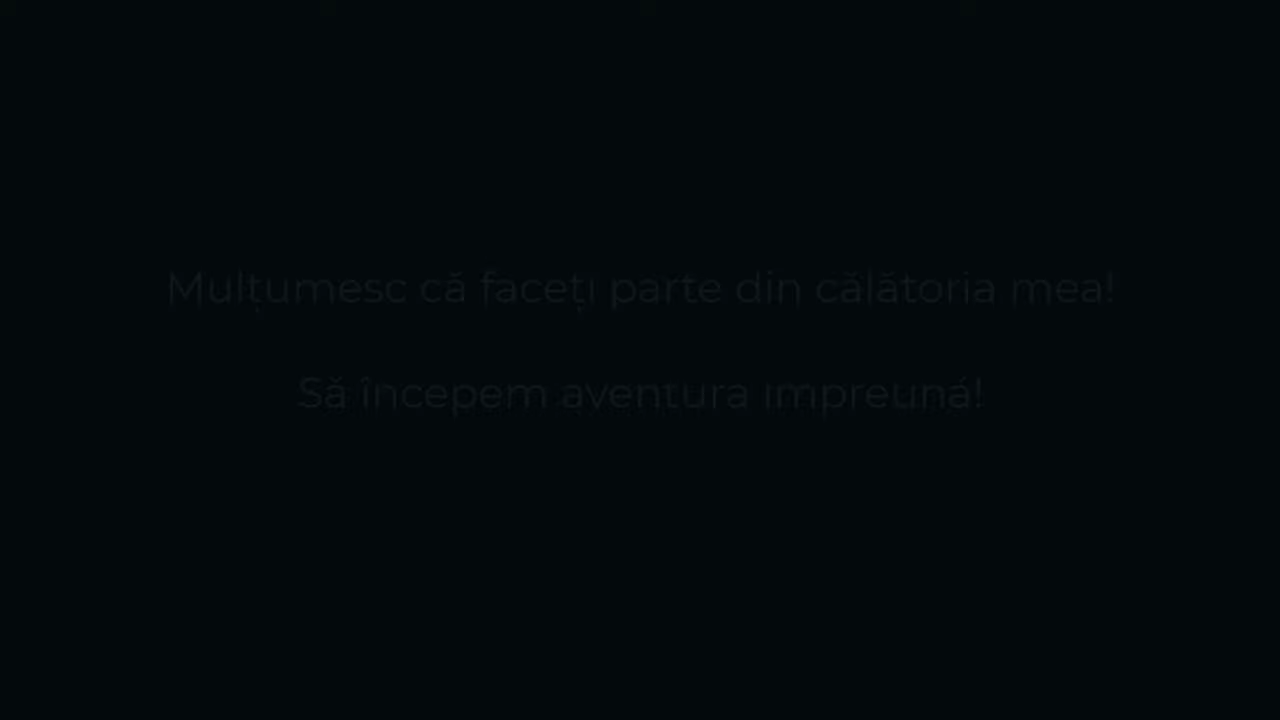 Mulțumesc că faceți parte din călătoria mea!
Să începem aventura împreună!